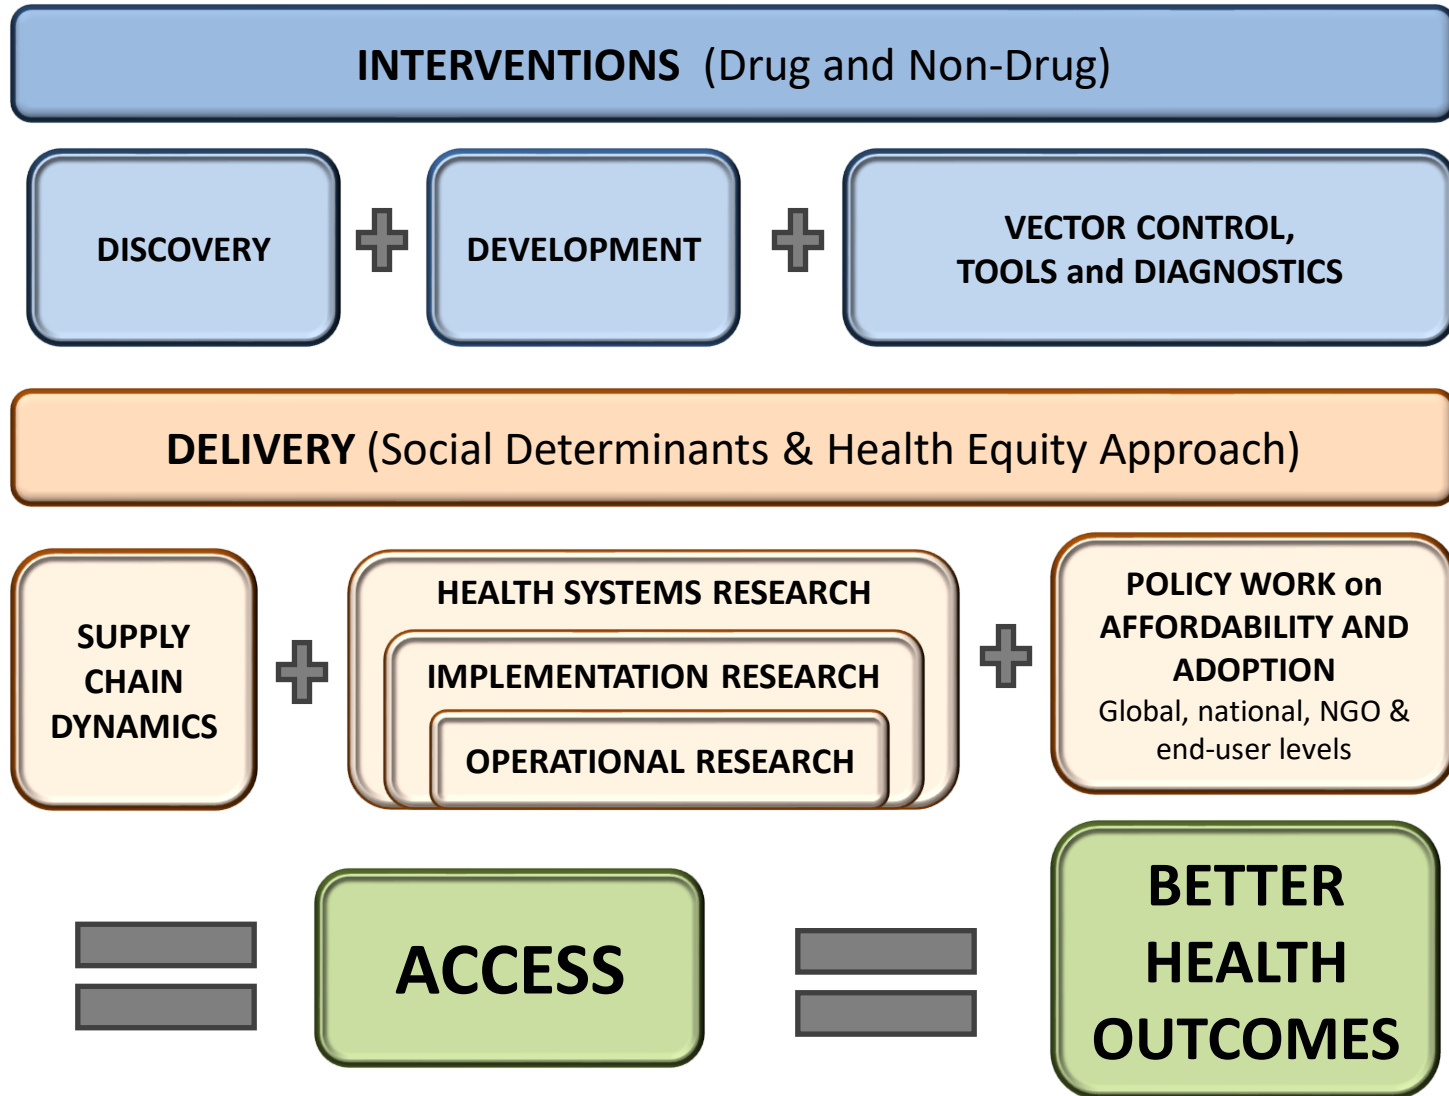 INTERVENTIONS (Drug and Non-Drug)
DISCOVERY
DEVELOPMENT
VECTOR CONTROL,
TOOLS and DIAGNOSTICS
DELIVERY (Social Determinants & Health Equity Approach)
SUPPLY
CHAIN
DYNAMICS
HEALTH SYSTEMS RESEARCH
IMPLEMENTATION RESEARCH
OPERATIONAL RESEARCH
POLICY WORK on
AFFORDABILITY AND
ADOPTION
Global, national, NGO &
end-user levels
ACCESS
BETTER
HEALTH
OUTCOMES